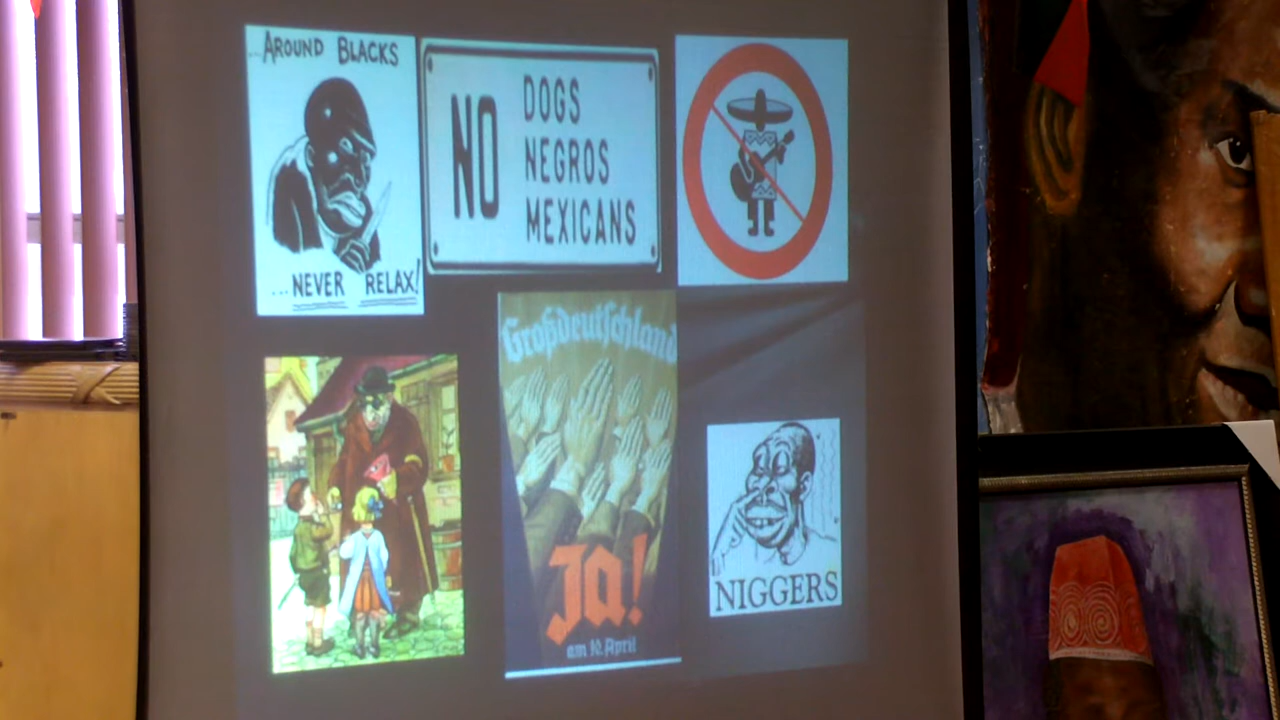 ...AROUND BLACKS
...NEVER RELAX!
NO
DOGS
NEGROS
MEXICANS
Großdeutschland
Ja!
am 10. April
NIGGERS